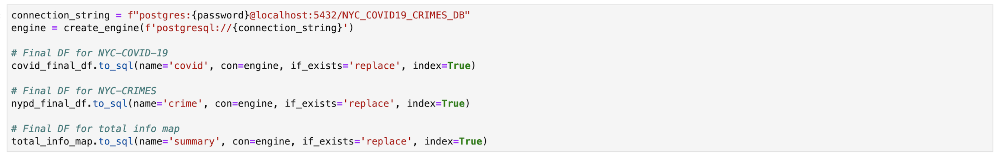 connection_string = f"postgres:{password}@localhost:5432/NYC_COVID19_CRIMES_DB"
engine = create_engine(f'postgresql://{connection_string}')
# Final DF for NYC-COVID-19
covid_final_df.to_sql(name='covid', con=engine, if_exists='replace', index=True)
# Final DF for NYC-CRIMES
nypd_final_df.to_sql(name='crime', con=engine, if_exists='replace', index=True)
# Final DF for total info map
total_info_map.to_sql(name='summary', con=engine, if_exists='replace', index=True)